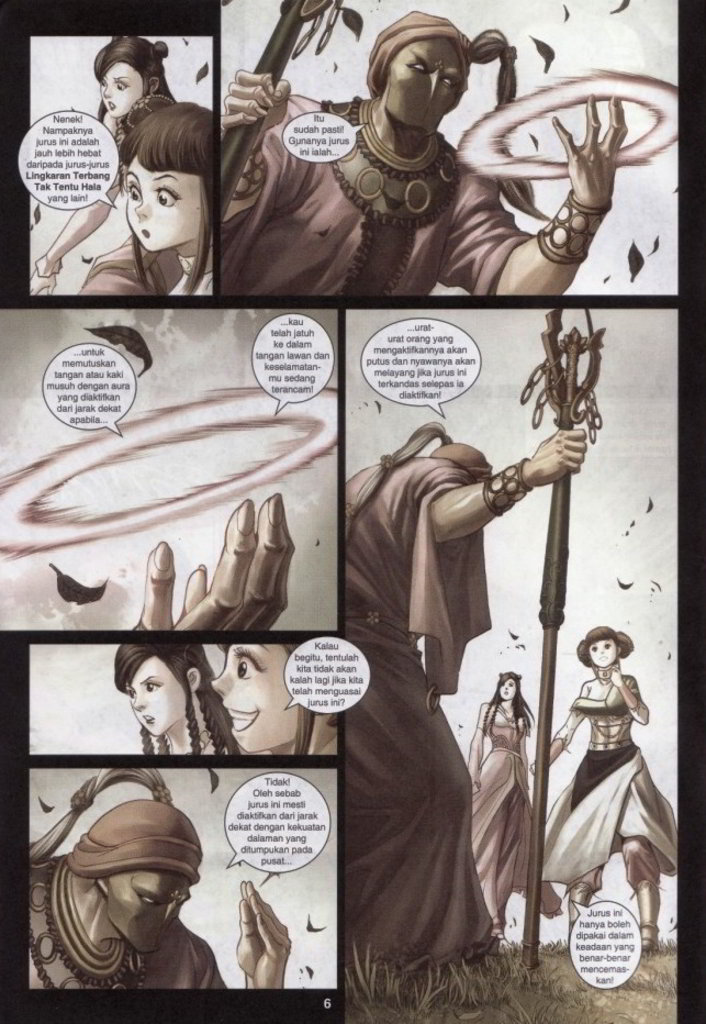 Nenek!
Nampaknya
jurus ini adalah
jauh lebih hebat
daripada jurus-jurus
Lingkaran Terbang
Tak Tentu Hala
yang lain!
Itu
sudah pasti!
Gunanya jurus
ini ialah...
...untuk
memutuskan
tangan atau kaki
musuh dengan aura
yang diaktifkan
dari jarak dekat
apabila...
...kau
telah jatuh
ke dalam
tangan lawan dan
keselamatan-
mu sedang
terancam!
...urat-
urat orang yang
mengaktifkannya akan
putus dan nyawanya akan
melayang jika jurus ini
terkandas selepas ia
diaktifkan!
Kalau
begitu, tentulah
kita tidak akan
kalah lagi jika kita
telah menguasai
jurus ini?
Tidak!
Oleh sebab
jurus ini mesti
diaktifkan dari jarak
dekat dengan kekuatan
dalaman yang
ditumpukan pada
pusat...
Jurus ini
hanya boleh
dipakai dalam
keadaan yang
benar-benar
mencemas-
kan!
6